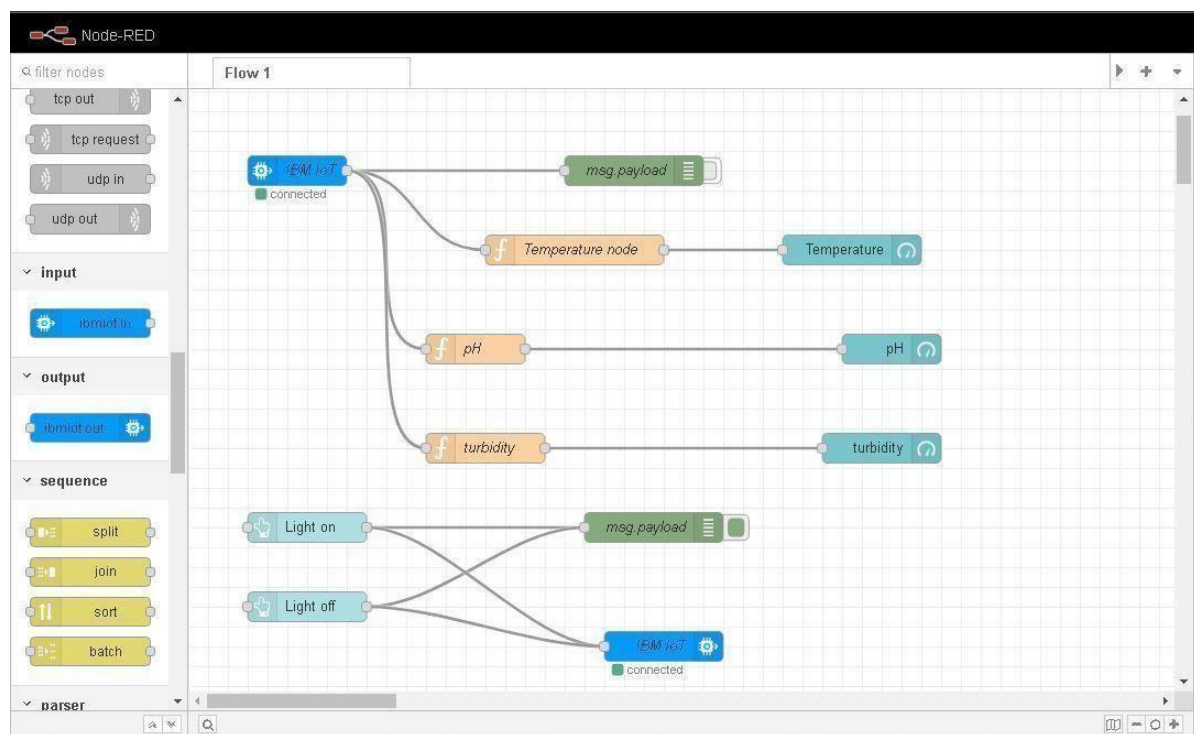 Node-RED
filter nodes
Flow 1
tcp out
tcp request
udp in
udp out
input
ibmiot in
output
ibmiot out
sequence
split
join
sort
batch
parser
IBM IoT
connected
msg.payload
Temperature node
Temperature
pH
pH
turbidity
turbidity
Light on
msg.payload
Light off
IBM IoT
connected